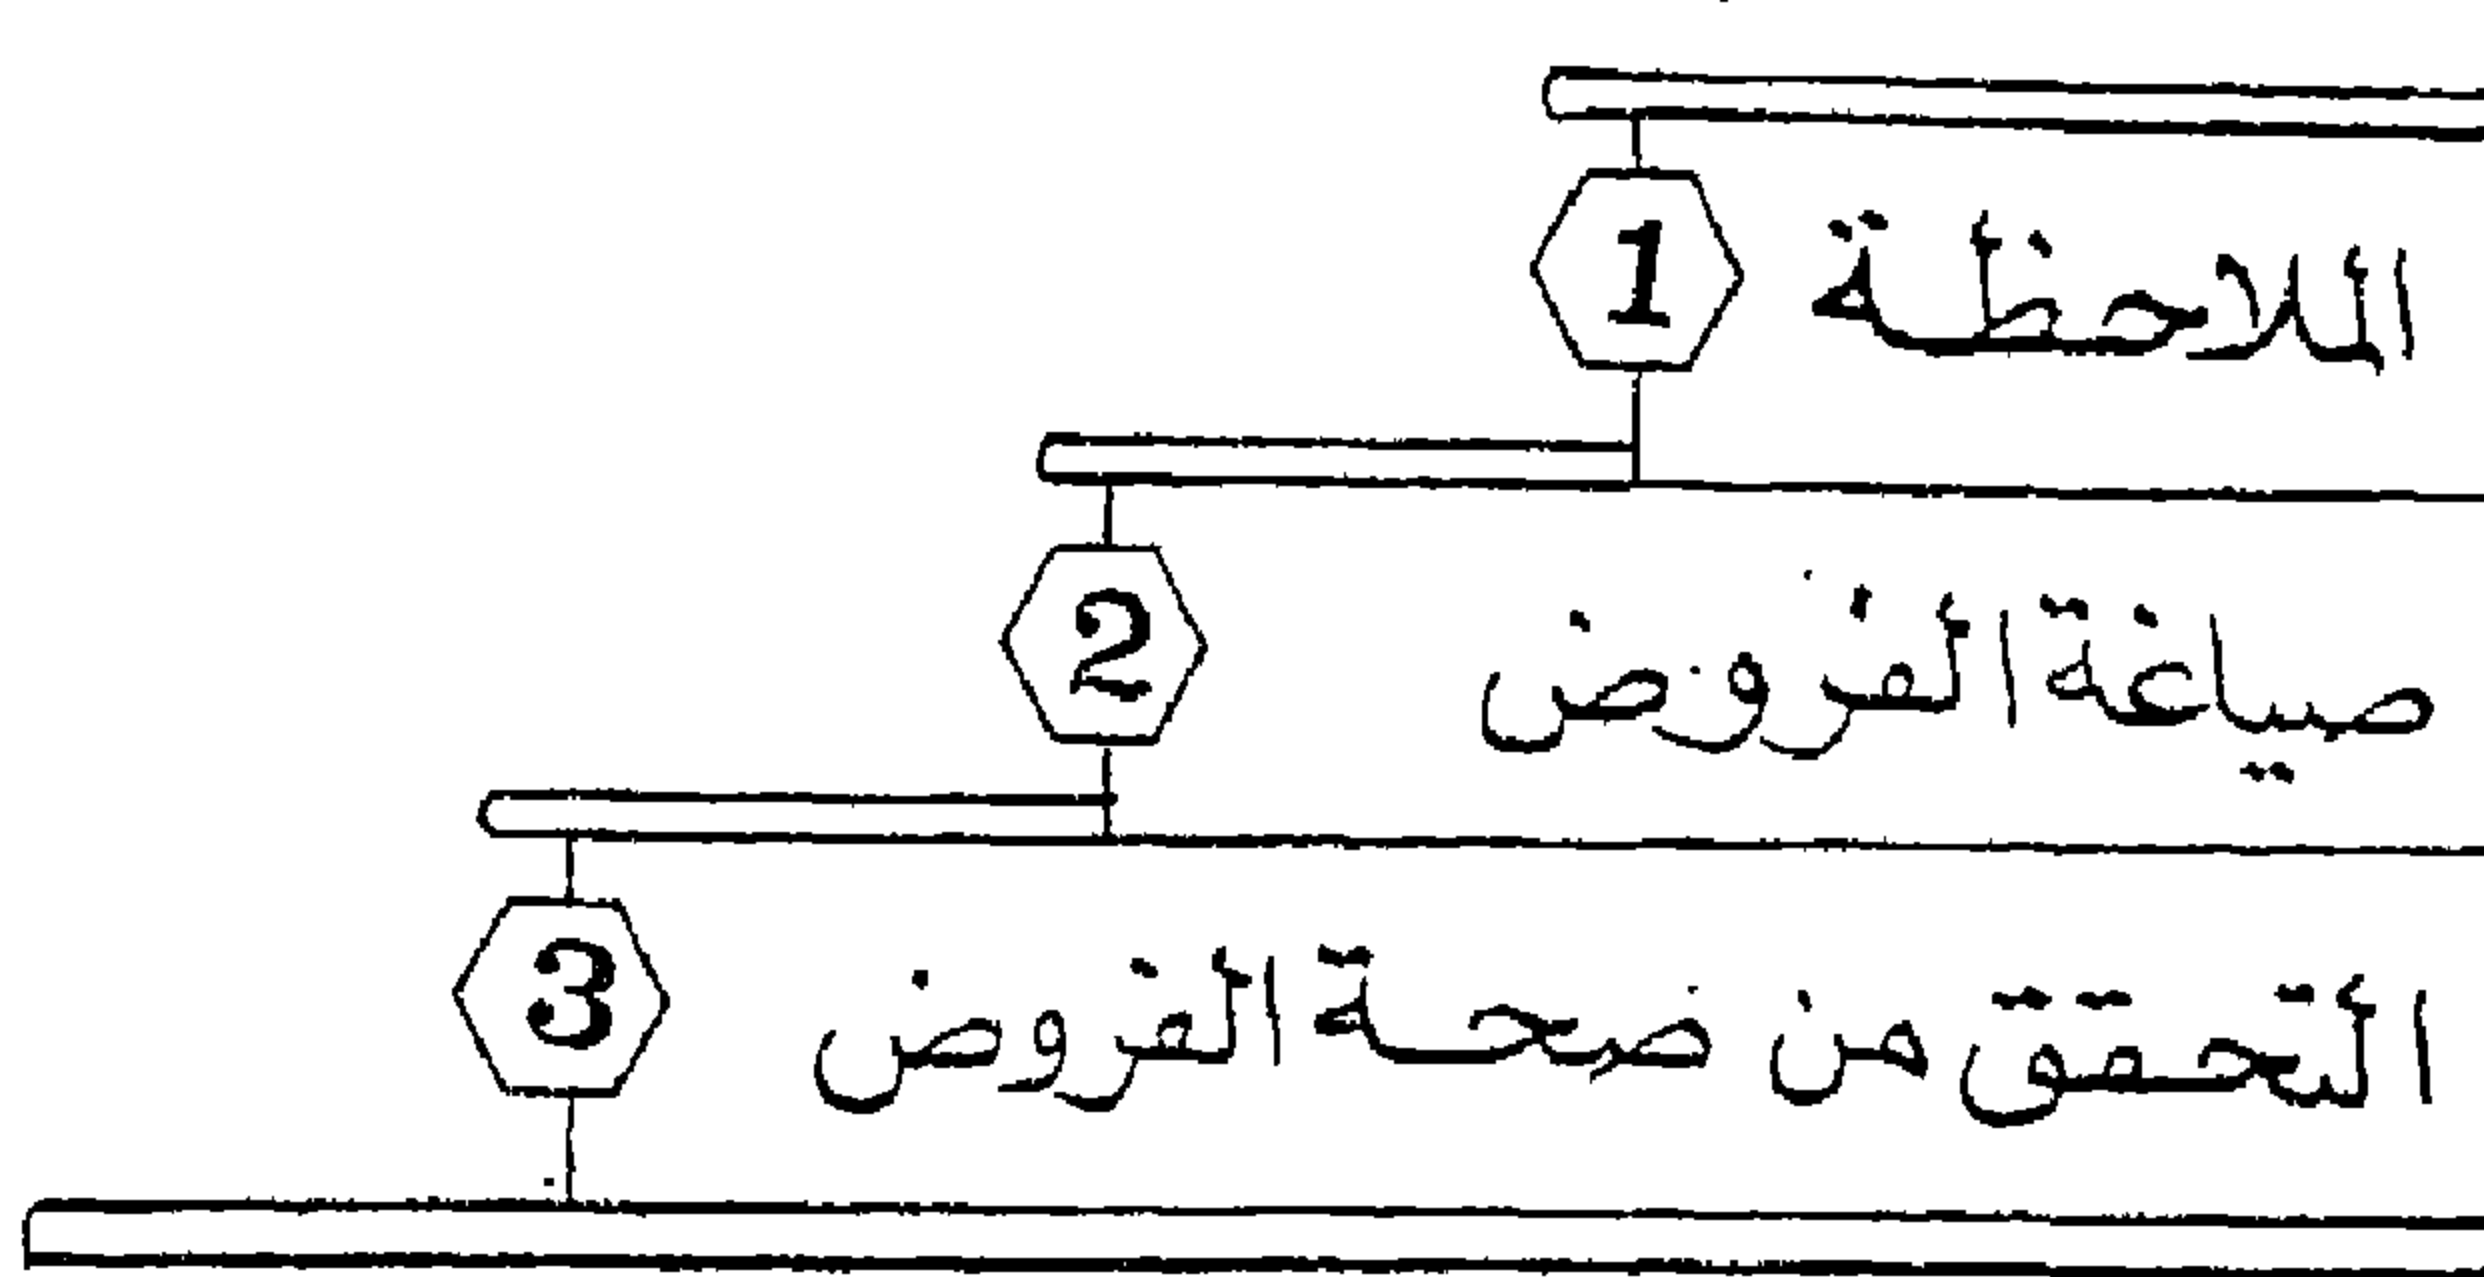 1 الملاحظة
2 صياغة الفروض
3 التحقق من صحة الفروض